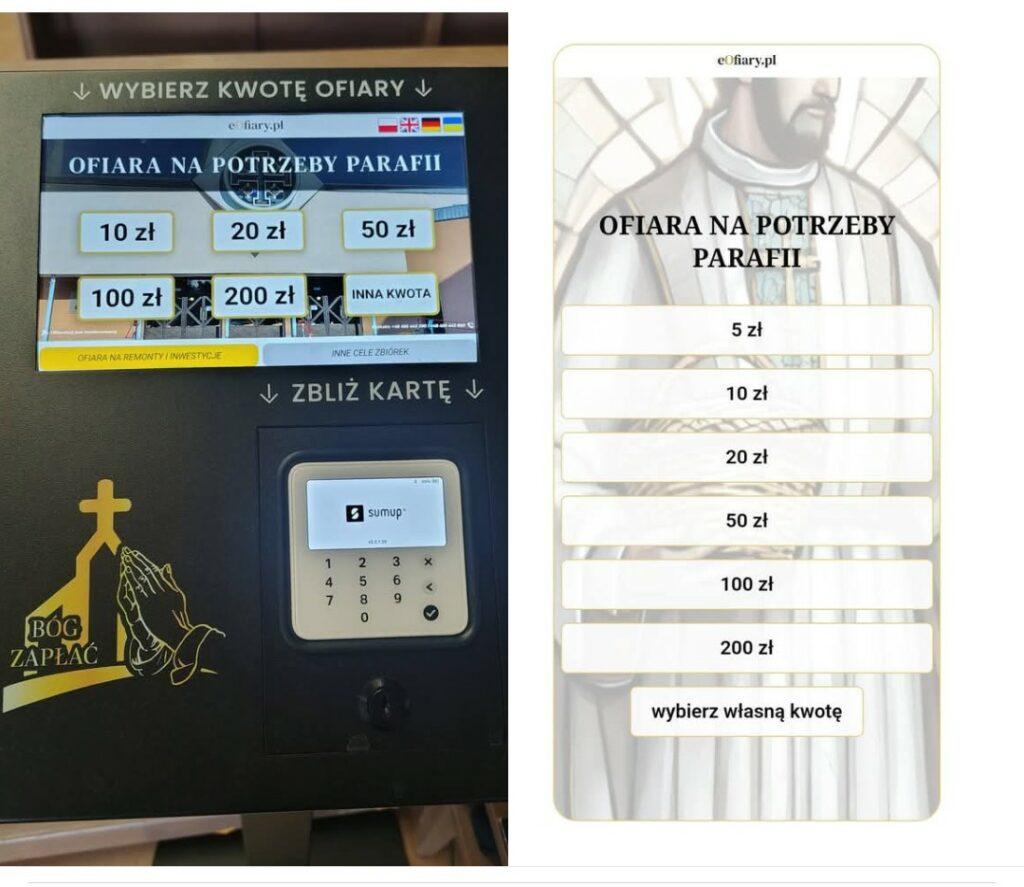 ↓ WYBIERZ KWOTĘ OFIARY ↓
eOfiary.pl
OFIARA NA POTRZEBY PARAFII
10 zł
20 zł
50 zł
100 zł
200 zł
INNA KWOTA
OFIARA NA REMONTY I INWESTYCJE
INNE CELE ZBIÓREK
↓ ZBLIŻ KARTĘ ↓
sumup
1 2 3 ×
4 5 6 <
7 8 9
0
BÓG
ZAPŁAĆ
eOfiary.pl
OFIARA NA POTRZEBY
PARAFII
5 zł
10 zł
20 zł
50 zł
100 zł
200 zł
wybierz własną kwotę